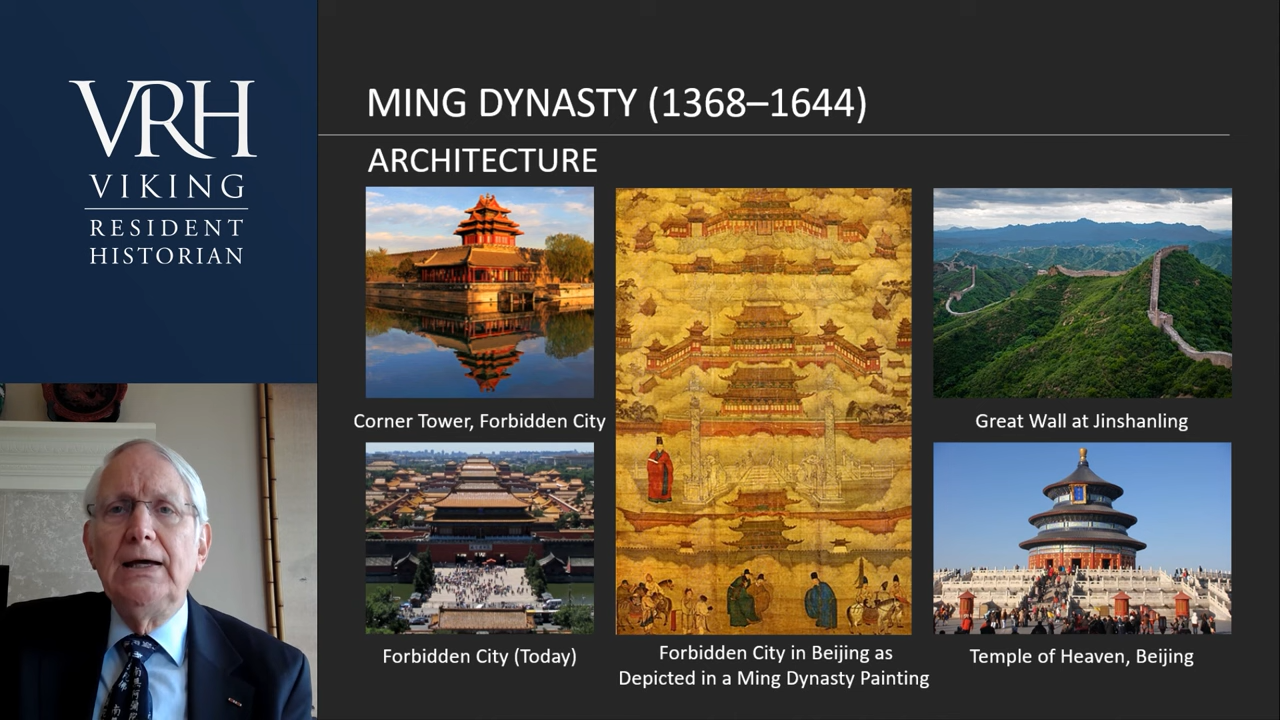 VRH
VIKING
RESIDENT
HISTORIAN
MING DYNASTY (1368–1644)
ARCHITECTURE
Corner Tower, Forbidden City
Great Wall at Jinshanling
Forbidden City (Today)
Forbidden City in Beijing as
Depicted in a Ming Dynasty Painting
Temple of Heaven, Beijing